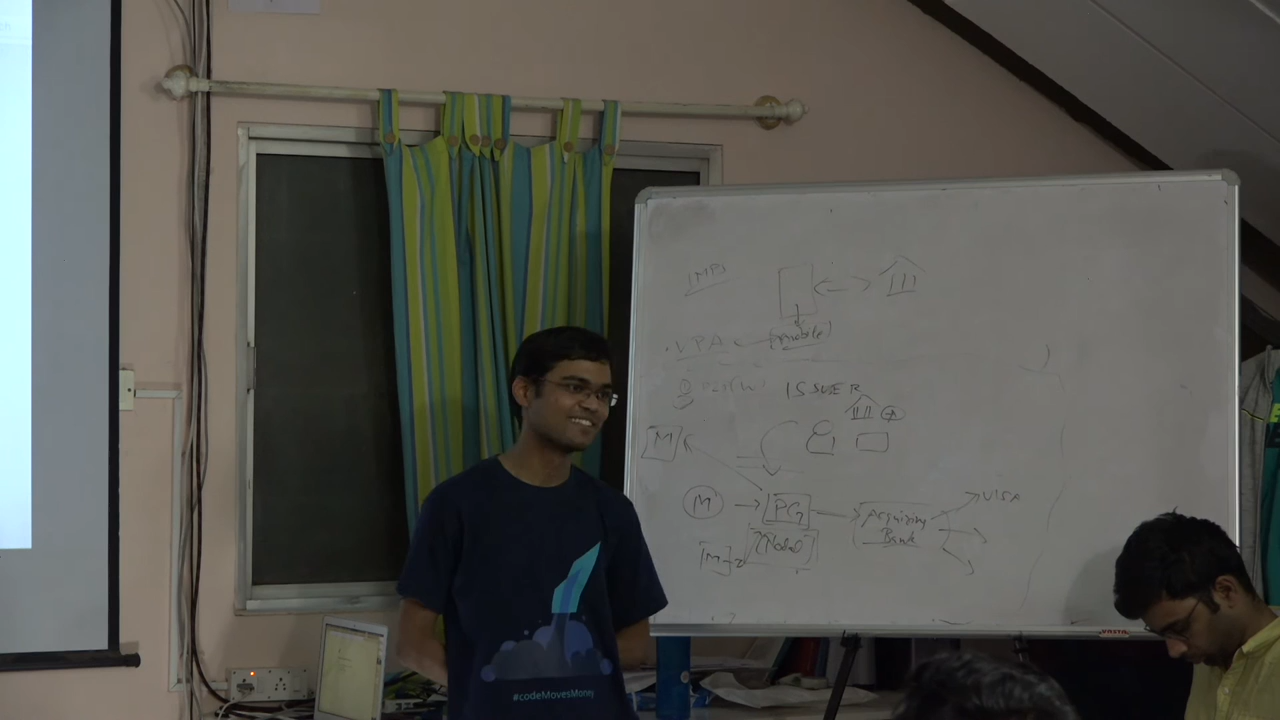 IMPS
(Mobile)
.VPA
ISSUER
M
M
PG
Acquiring
Bank
VISA
(Nodal)
[M]
#codeMovesMoney